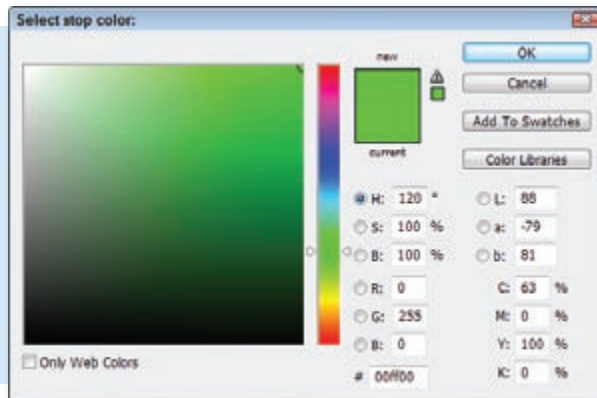 Select stop color:
new
current
OK
Cancel
Add To Swatches
Color Libraries
H: 120 °
S: 100 %
B: 100 %
R: 0
G: 255
B: 0
# 00ff00
L: 88
a: -79
b: 81
C: 63 %
M: 0 %
Y: 100 %
K: 0 %
Only Web Colors